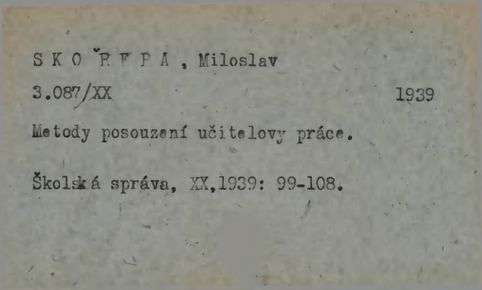 S K O Ř E P A , Miloslav
3.087/XX 1939
Metody posouzení učitelovy práce.
Školská správa, XX,1939: 99-108.